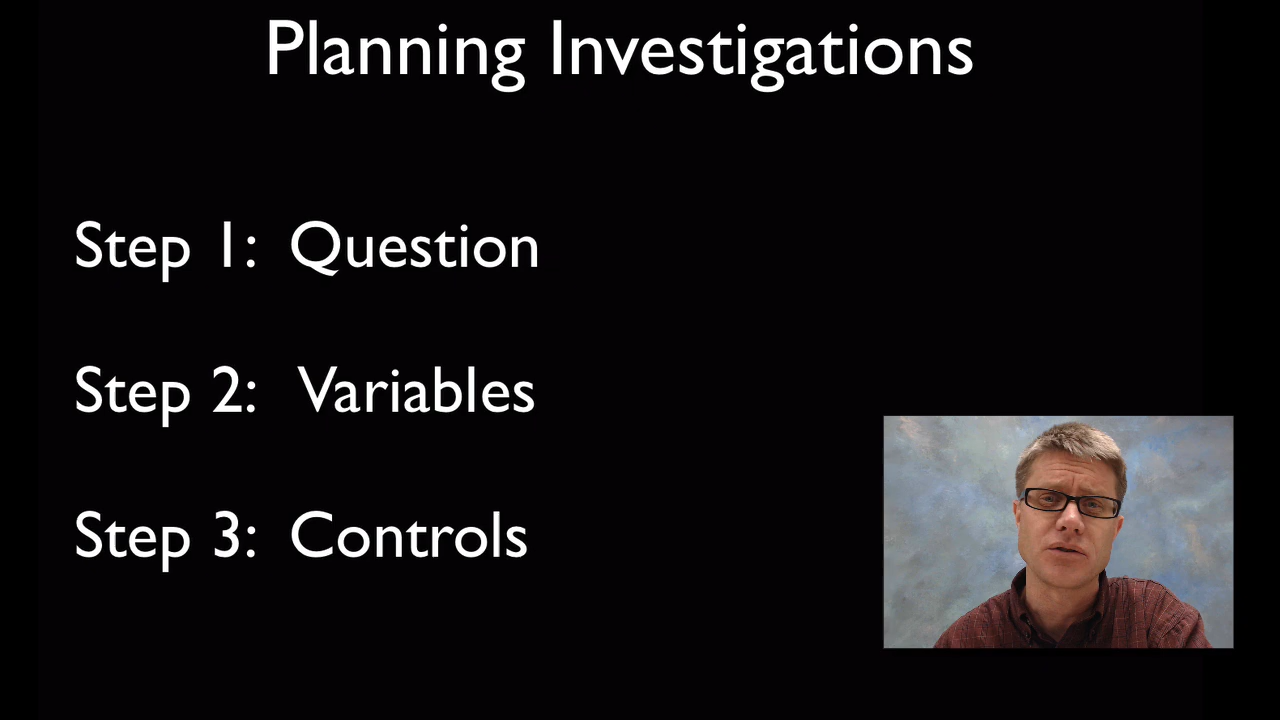 Planning Investigations
Step 1: Question
Step 2: Variables
Step 3: Controls